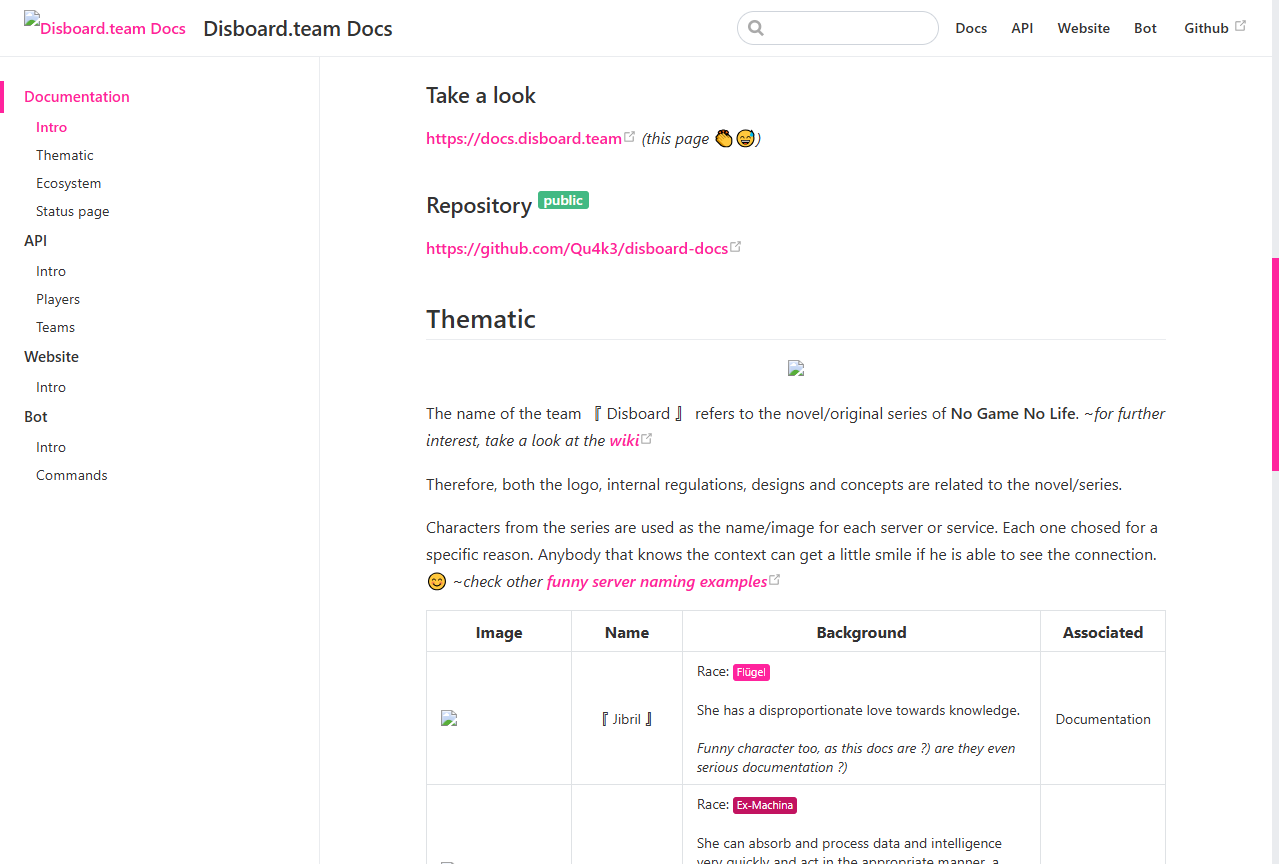 Disboard.team Docs Disboard.team Docs Docs API Website Bot Github
Documentation
Intro
Thematic
Ecosystem
Status page
API
Intro
Players
Teams
Website
Intro
Bot
Intro
Commands
Take a look
https://docs.disboard.team (this page 👏😅)
Repository public
https://github.com/Qu4k3/disboard-docs
Thematic
The name of the team 『 Disboard 』 refers to the novel/original series of No Game No Life. ~for further
interest, take a look at the wiki
Therefore, both the logo, internal regulations, designs and concepts are related to the novel/series.
Characters from the series are used as the name/image for each server or service. Each one chosed for a
specific reason. Anybody that knows the context can get a little smile if he is able to see the connection.
😊 ~check other funny server naming examples
Image Name Background Associated
Race: Flügel
She has a disproportionate love towards knowledge.
『 Jibril 』 Documentation
Funny character too, as this docs are ?) are they even
serious documentation ?)
Race: Ex-Machina
She can absorb and process data and intelligence
very quickly and act in the appropriate manner, a